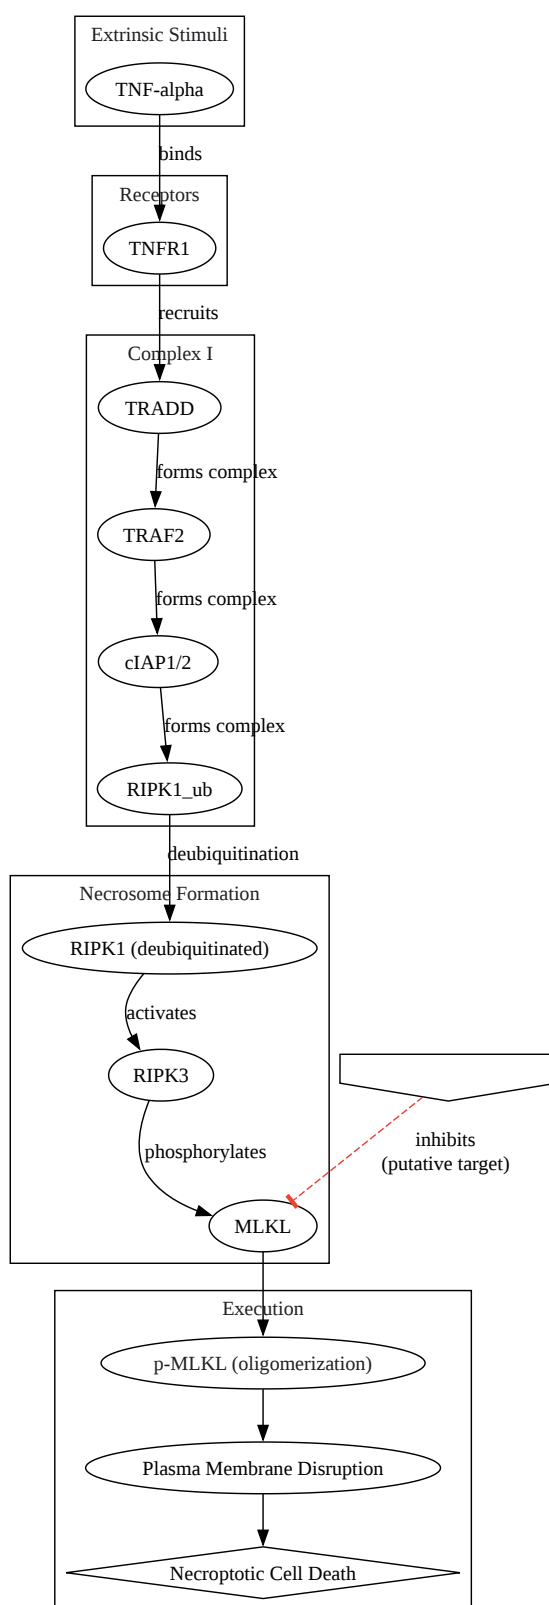 Extrinsic Stimuli
TNF-alpha
binds
Receptors
TNFR1
recruits
Complex I
TRADD
forms complex
TRAF2
forms complex
cIAP1/2
forms complex
RIPK1_ub
deubiquitination
Necrosome Formation
RIPK1 (deubiquitinated)
activates
RIPK3
phosphorylates
inhibits
(putative target)
MLKL
Execution
p-MLKL (oligomerization)
Plasma Membrane Disruption
Necroptotic Cell Death